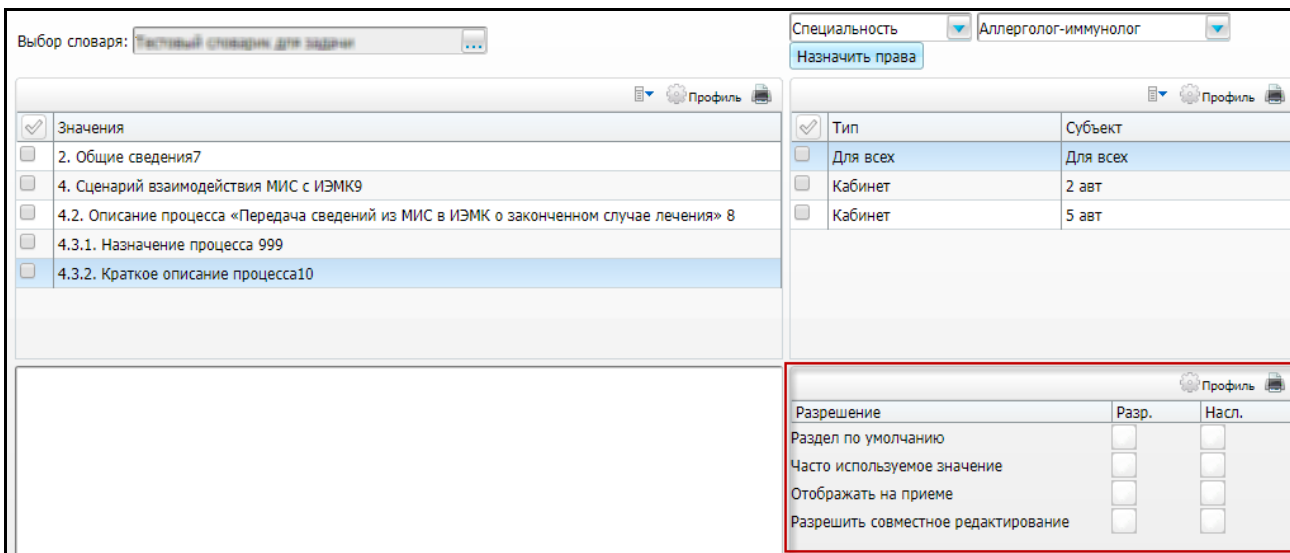 Выбор словаря:
...
Специальность Аллерголог-иммунолог
Назначить права
Профиль
Значения
2. Общие сведения7
4. Сценарий взаимодействия МИС с ИЭМК9
4.2. Описание процесса «Передача сведений из МИС в ИЭМК о законченном случае лечения» 8
4.3.1. Назначение процесса 999
4.3.2. Краткое описание процесса10
Профиль
Тип Субъект
Для всех Для всех
Кабинет 2 авт
Кабинет 5 авт
Профиль
Разрешение Разр. Насл.
Раздел по умолчанию
Часто используемое значение
Отображать на приеме
Разрешить совместное редактирование